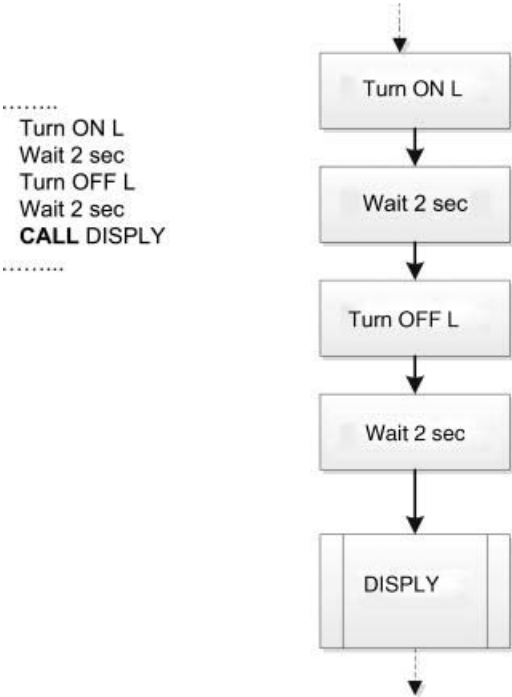 ........
Turn ON L
Wait 2 sec
Turn OFF L
Wait 2 sec
CALL DISPLY
.........
Turn ON L
Wait 2 sec
Turn OFF L
Wait 2 sec
DISPLY